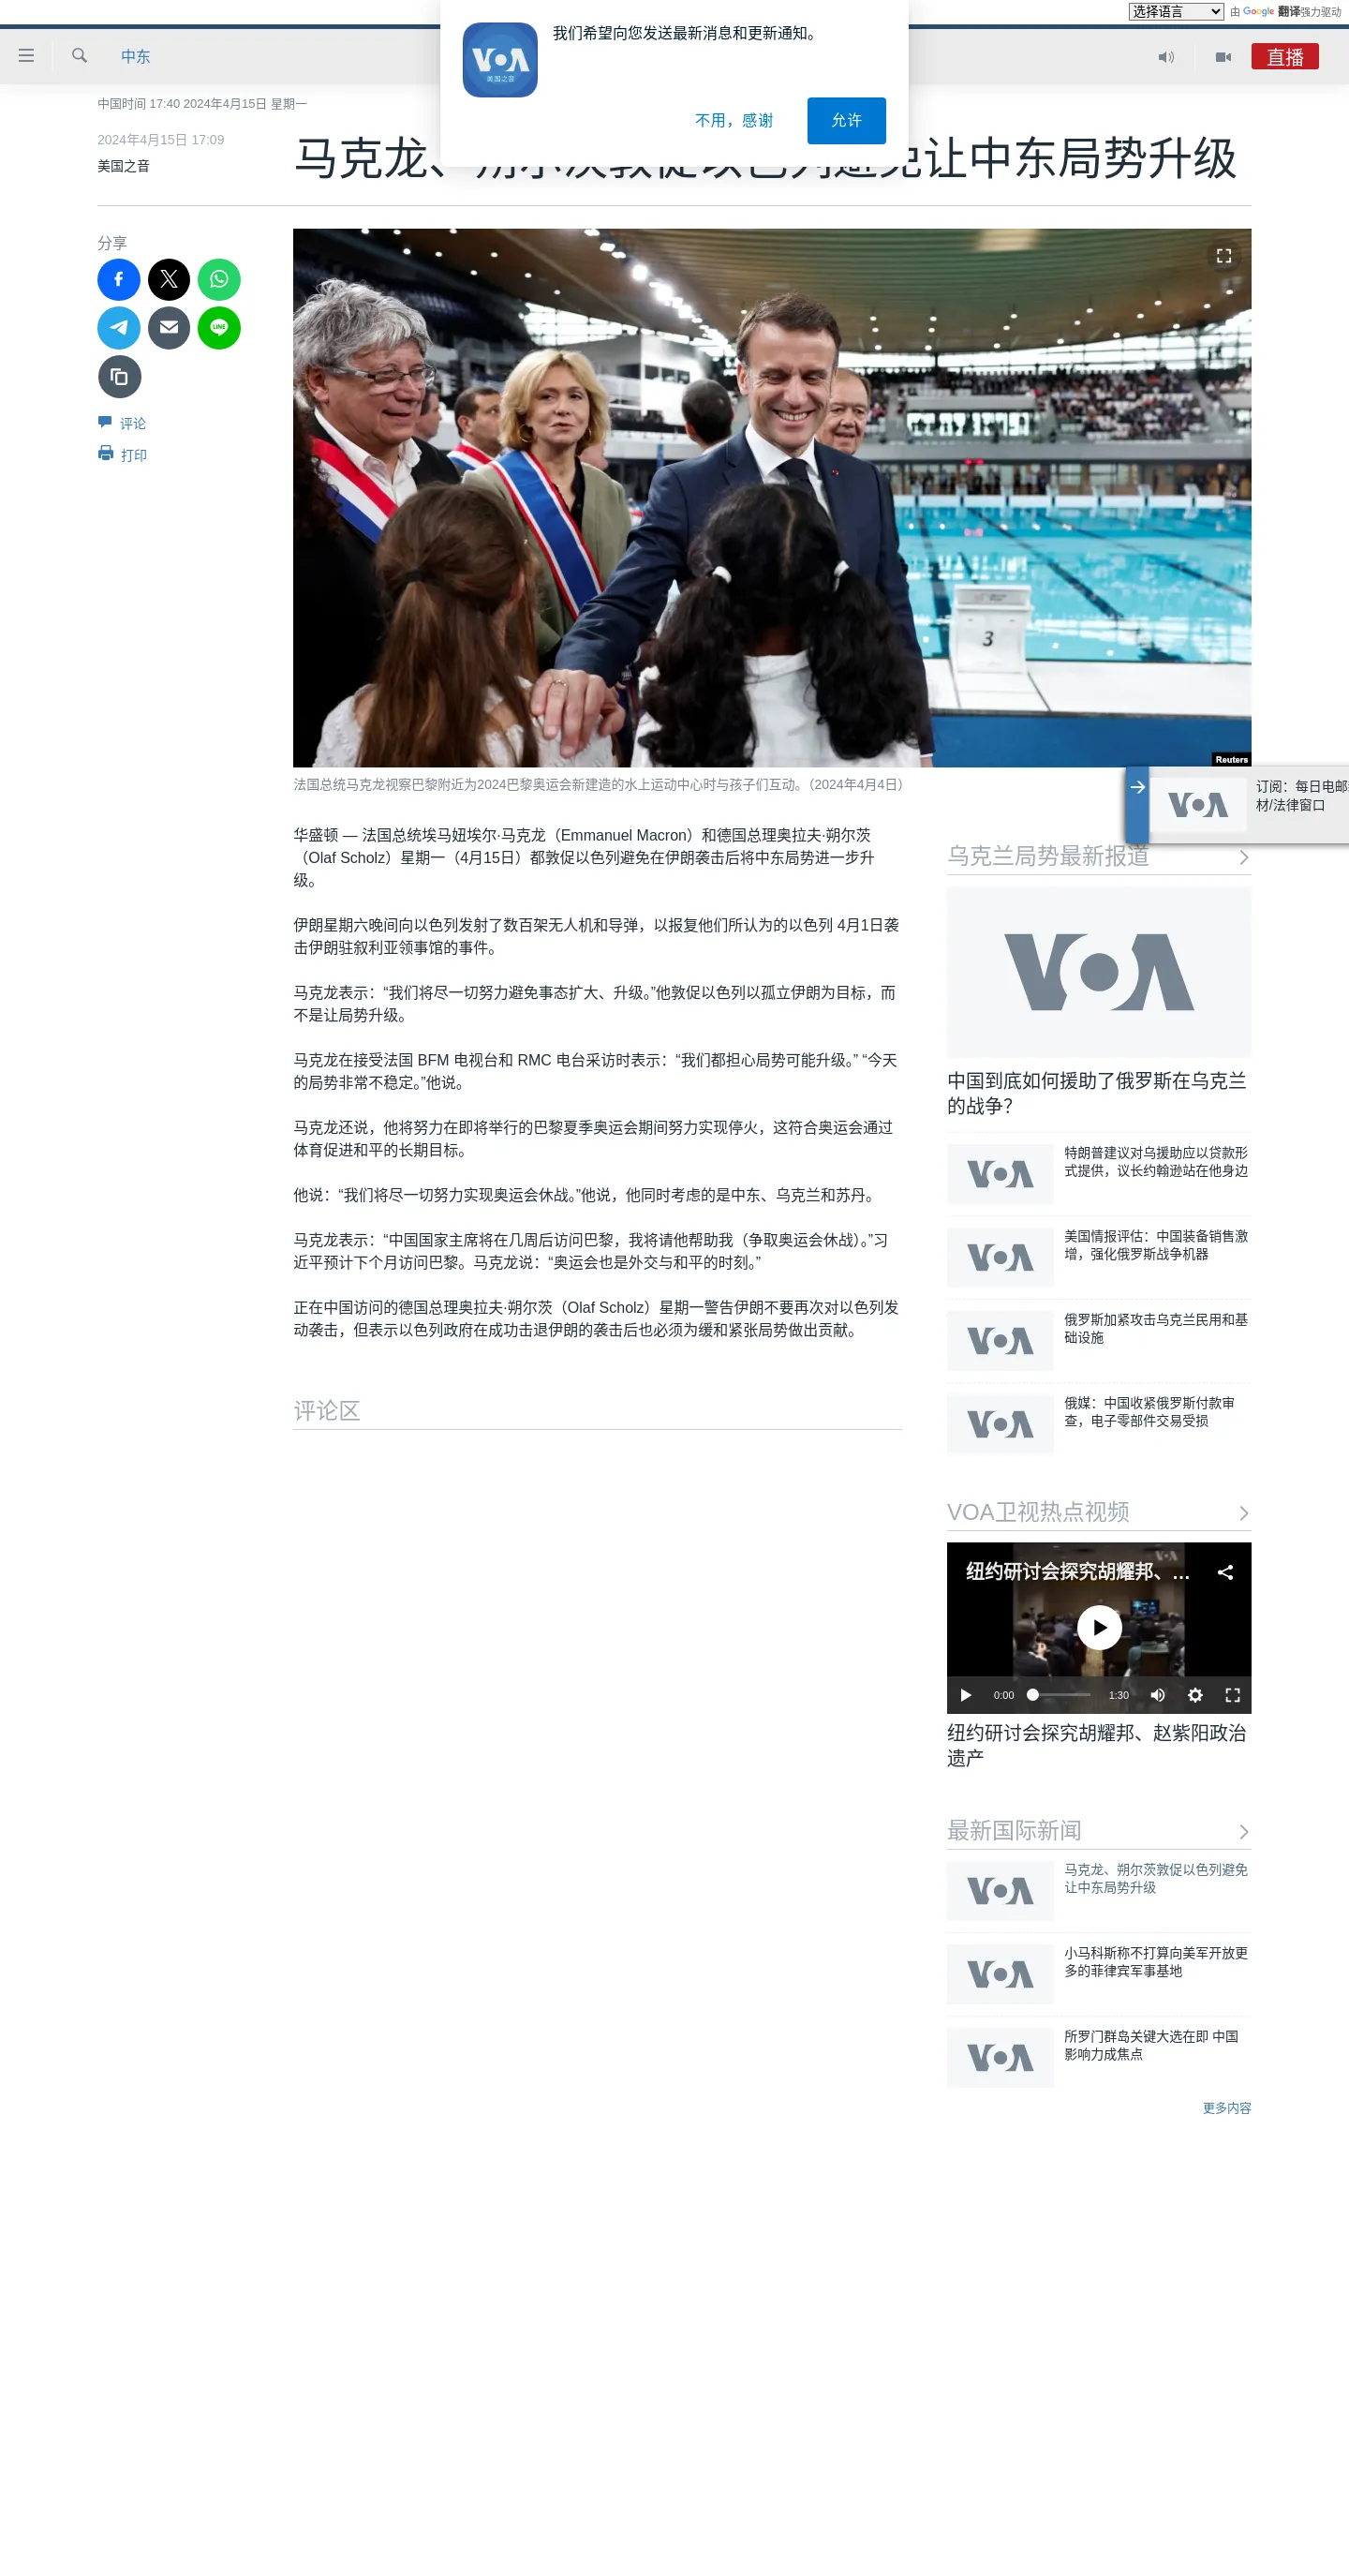 选择语言
由 Google 翻译强力驱动
中东
直播
VOA
美国之音
我们希望向您发送最新消息和更新通知。
不用，感谢
允许
中国时间 17:40 2024年4月15日 星期一
2024年4月15日 17:09
美国之音
马克龙、朔尔茨敦促以色列避免让中东局势升级
分享
LINE
评论
打印
3
Reuters
法国总统马克龙视察巴黎附近为2024巴黎奥运会新建造的水上运动中心时与孩子们互动。（2024年4月4日）
华盛顿 — 法国总统埃马妞埃尔·马克龙（Emmanuel Macron）和德国总理奥拉夫·朔尔茨
（Olaf Scholz）星期一（4月15日）都敦促以色列避免在伊朗袭击后将中东局势进一步升
级。
伊朗星期六晚间向以色列发射了数百架无人机和导弹，以报复他们所认为的以色列 4月1日袭
击伊朗驻叙利亚领事馆的事件。
马克龙表示：“我们将尽一切努力避免事态扩大、升级。”他敦促以色列以孤立伊朗为目标，而
不是让局势升级。
马克龙在接受法国 BFM 电视台和 RMC 电台采访时表示：“我们都担心局势可能升级。” “今天
的局势非常不稳定。”他说。
马克龙还说，他将努力在即将举行的巴黎夏季奥运会期间努力实现停火，这符合奥运会通过
体育促进和平的长期目标。
他说：“我们将尽一切努力实现奥运会休战。”他说，他同时考虑的是中东、乌克兰和苏丹。
马克龙表示：“中国国家主席将在几周后访问巴黎，我将请他帮助我（争取奥运会休战）。”习
近平预计下个月访问巴黎。马克龙说：“奥运会也是外交与和平的时刻。”
正在中国访问的德国总理奥拉夫·朔尔茨（Olaf Scholz）星期一警告伊朗不要再次对以色列发
动袭击，但表示以色列政府在成功击退伊朗的袭击后也必须为缓和紧张局势做出贡献。
评论区
VOA
订阅：每日电邮
材/法律窗口
乌克兰局势最新报道
VOA
中国到底如何援助了俄罗斯在乌克兰
的战争？
VOA
特朗普建议对乌援助应以贷款形
式提供，议长约翰逊站在他身边
VOA
美国情报评估：中国装备销售激
增，强化俄罗斯战争机器
VOA
俄罗斯加紧攻击乌克兰民用和基
础设施
VOA
俄媒：中国收紧俄罗斯付款审
查，电子零部件交易受损
VOA卫视热点视频
VOA
纽约研讨会探究胡耀邦、...
0:00
1:30
纽约研讨会探究胡耀邦、赵紫阳政治
遗产
最新国际新闻
VOA
马克龙、朔尔茨敦促以色列避免
让中东局势升级
VOA
小马科斯称不打算向美军开放更
多的菲律宾军事基地
VOA
所罗门群岛关键大选在即 中国
影响力成焦点
更多内容